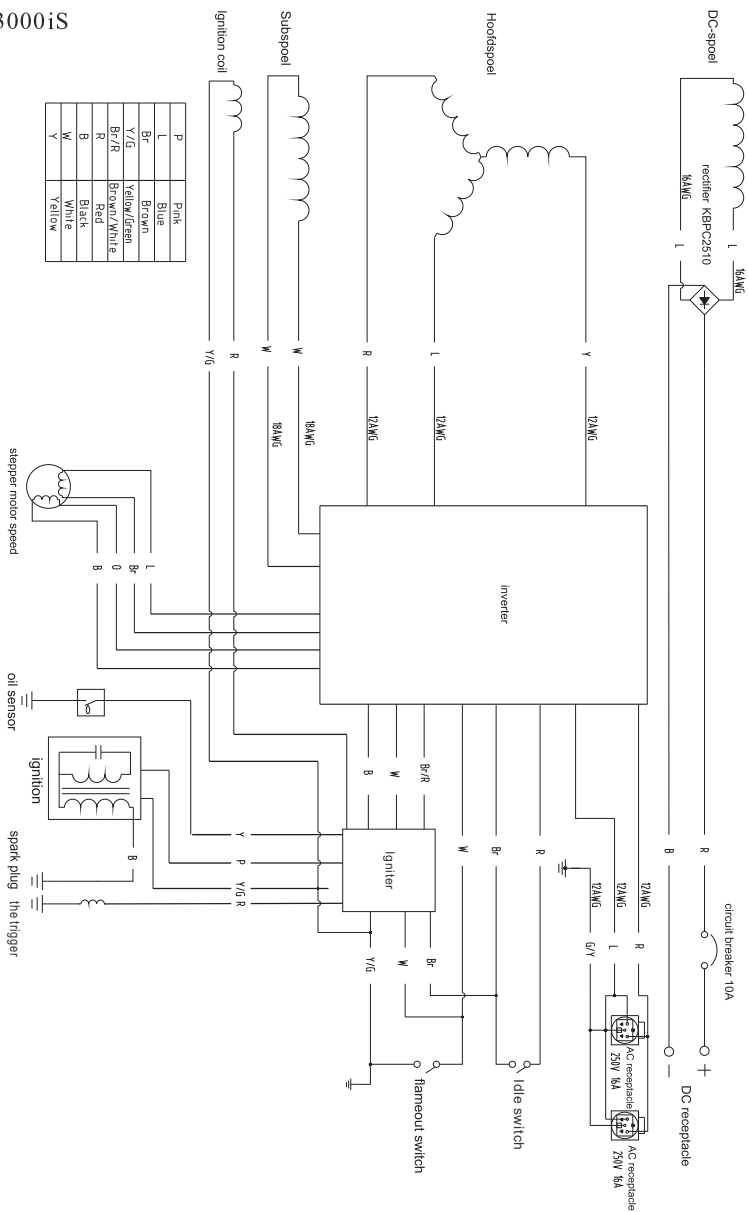 3000iS
DC-spoel
Hoofdspoel
Subspoel
Ignition coil
rectifier KBPC2510
16AWG
L
L
16AWG
P Pink
L Blue
Br Brown
Y/G Yellow/Green
Br/R Brown/White
R Red
B Black
W White
Y Yellow
Y
L
R
W
W
R
Y/G
12AWG
12AWG
12AWG
18AWG
18AWG
stepper motor speed
L
Br
O
B
inverter
oil sensor
ignition
B
spark plug
the trigger
Br/R
W
B
Igniter
Y
P
Y/G
R
Br
W
Y/G
W
Br
R
B
R
12AWG
12AWG
12AWG
R
L
G/Y
circuit breaker 10A
flameout switch
Idle switch
AC receptacle
250V 16A
AC receptacle
250V 16A
DC receptacle
+
−